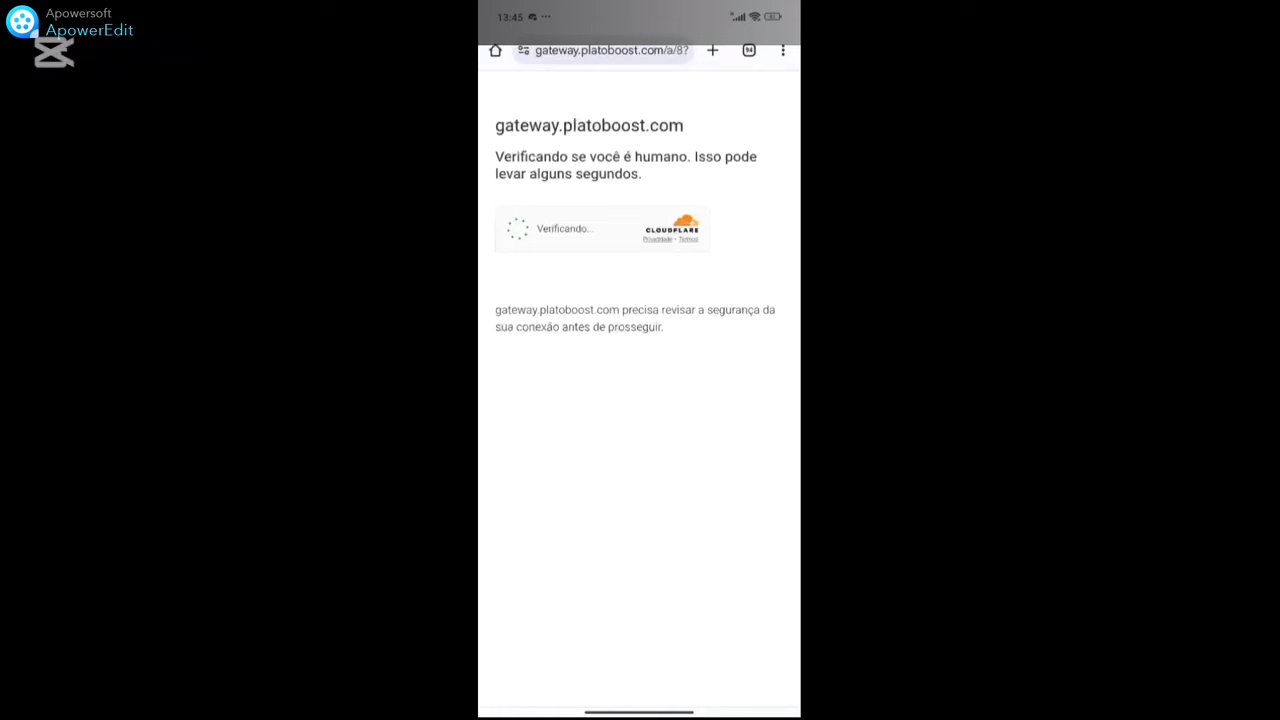 Apowersoft
ApowerEdit
13:45
gateway.platoboost.com/a/8?
94
gateway.platoboost.com
Verificando se você é humano. Isso pode
levar alguns segundos.
Verificando...
CLOUDFLARE
Privacidade • Termos
gateway.platoboost.com precisa revisar a segurança da
sua conexão antes de prosseguir.